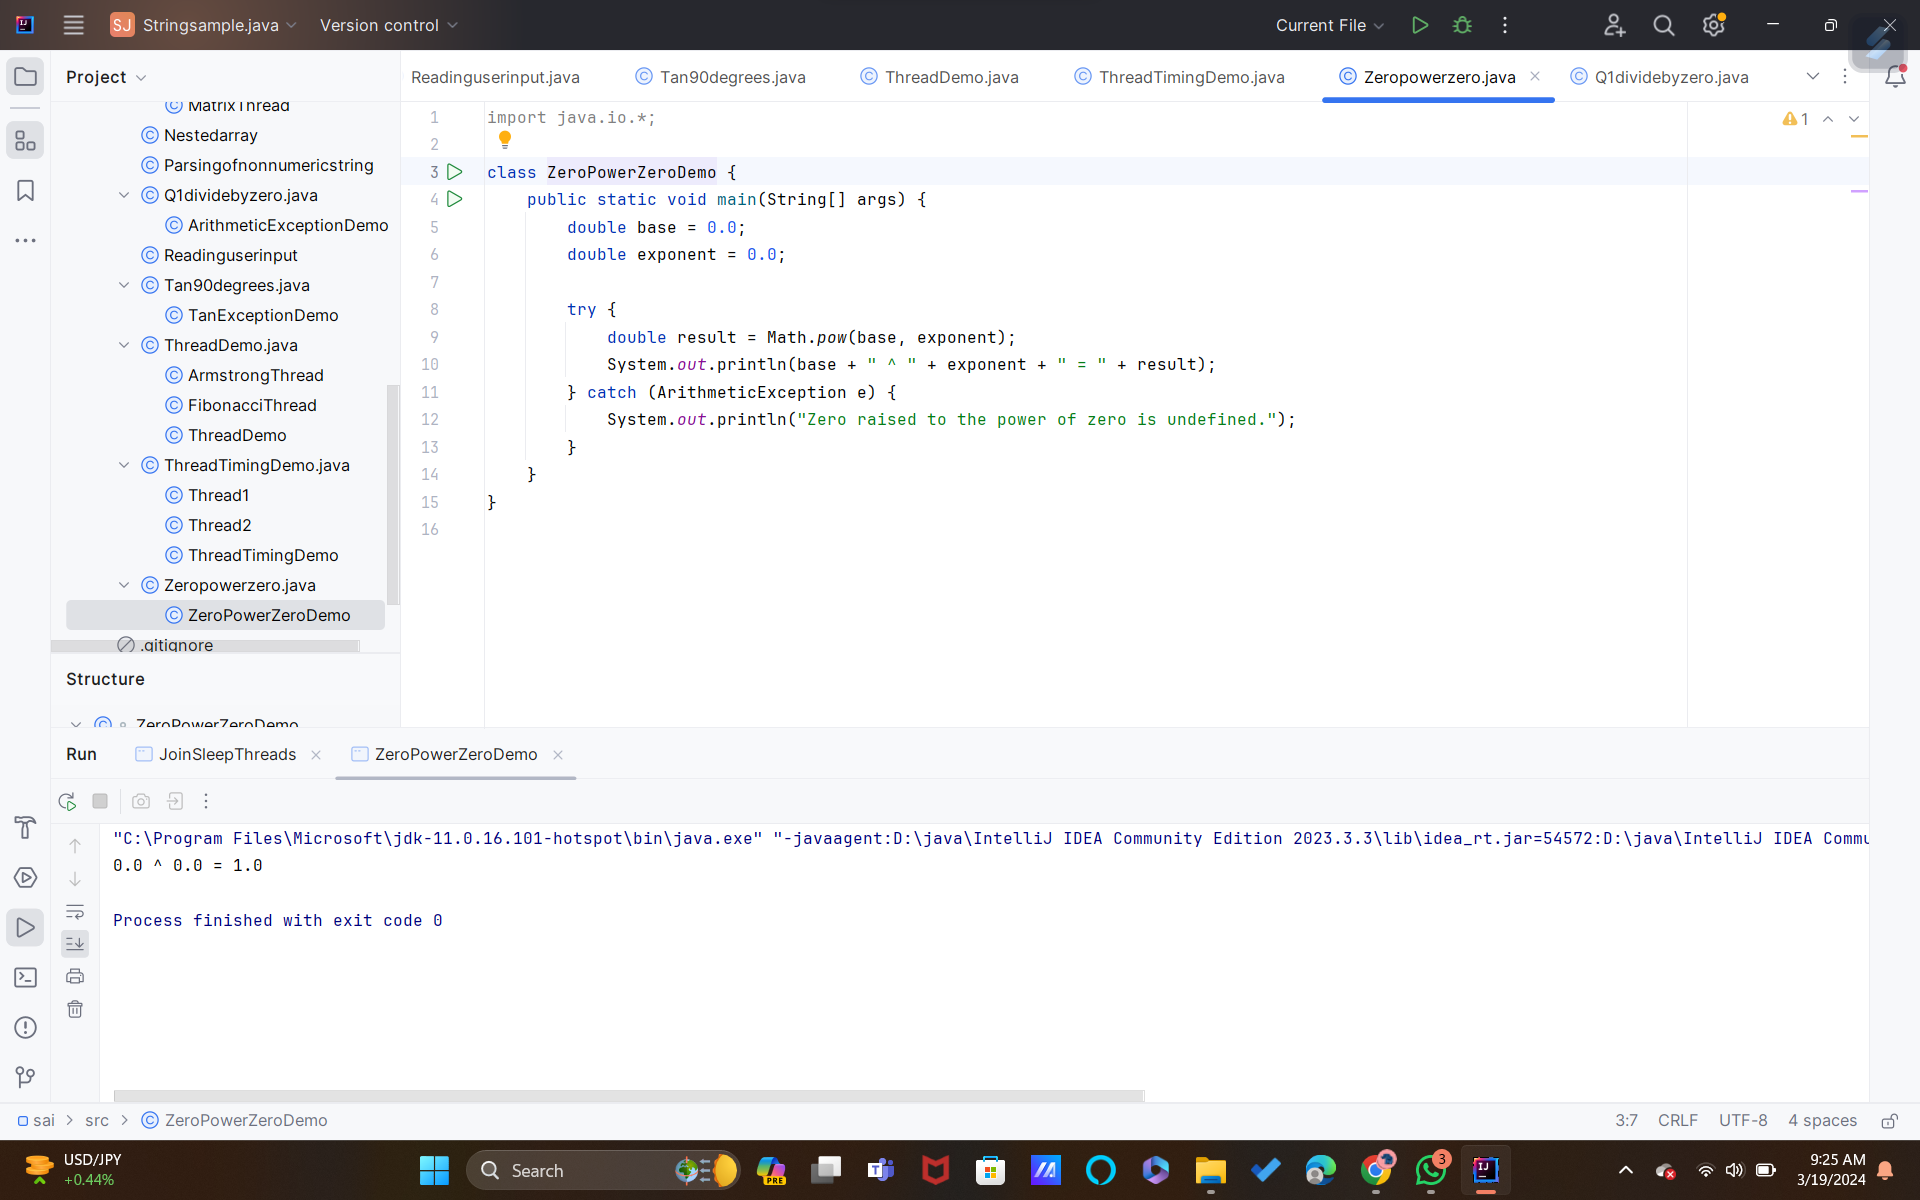 SJ Stringsample.java Version control Current File
Project
Readinguserinput.java Tan90degrees.java ThreadDemo.java ThreadTimingDemo.java Zeropowerzero.java Q1dividebyzero.java
MatrixThread
Nestedarray
Parsingofnonnumericstring
Q1dividebyzero.java
ArithmeticExceptionDemo
Readinguserinput
Tan90degrees.java
TanExceptionDemo
ThreadDemo.java
ArmstrongThread
FibonacciThread
ThreadDemo
ThreadTimingDemo.java
Thread1
Thread2
ThreadTimingDemo
Zeropowerzero.java
ZeroPowerZeroDemo
.gitignore
Structure
ZeroPowerZeroDemo
1 import java.io.*;
2
3 class ZeroPowerZeroDemo {
4 public static void main(String[] args) {
5 double base = 0.0;
6 double exponent = 0.0;
7
8 try {
9 double result = Math.pow(base, exponent);
10 System.out.println(base + " ^ " + exponent + " = " + result);
11 } catch (ArithmeticException e) {
12 System.out.println("Zero raised to the power of zero is undefined.");
13 }
14 }
15 }
16
1
Run JoinSleepThreads ZeroPowerZeroDemo
"C:\Program Files\Microsoft\jdk-11.0.16.101-hotspot\bin\java.exe" "-javaagent:D:\java\IntelliJ IDEA Community Edition 2023.3.3\lib\idea_rt.jar=54572:D:\java\IntelliJ IDEA Commu
0.0 ^ 0.0 = 1.0
Process finished with exit code 0
sai > src > ZeroPowerZeroDemo 3:7 CRLF UTF-8 4 spaces
USD/JPY
+0.44%
Search
PRE
3
9:25 AM
3/19/2024